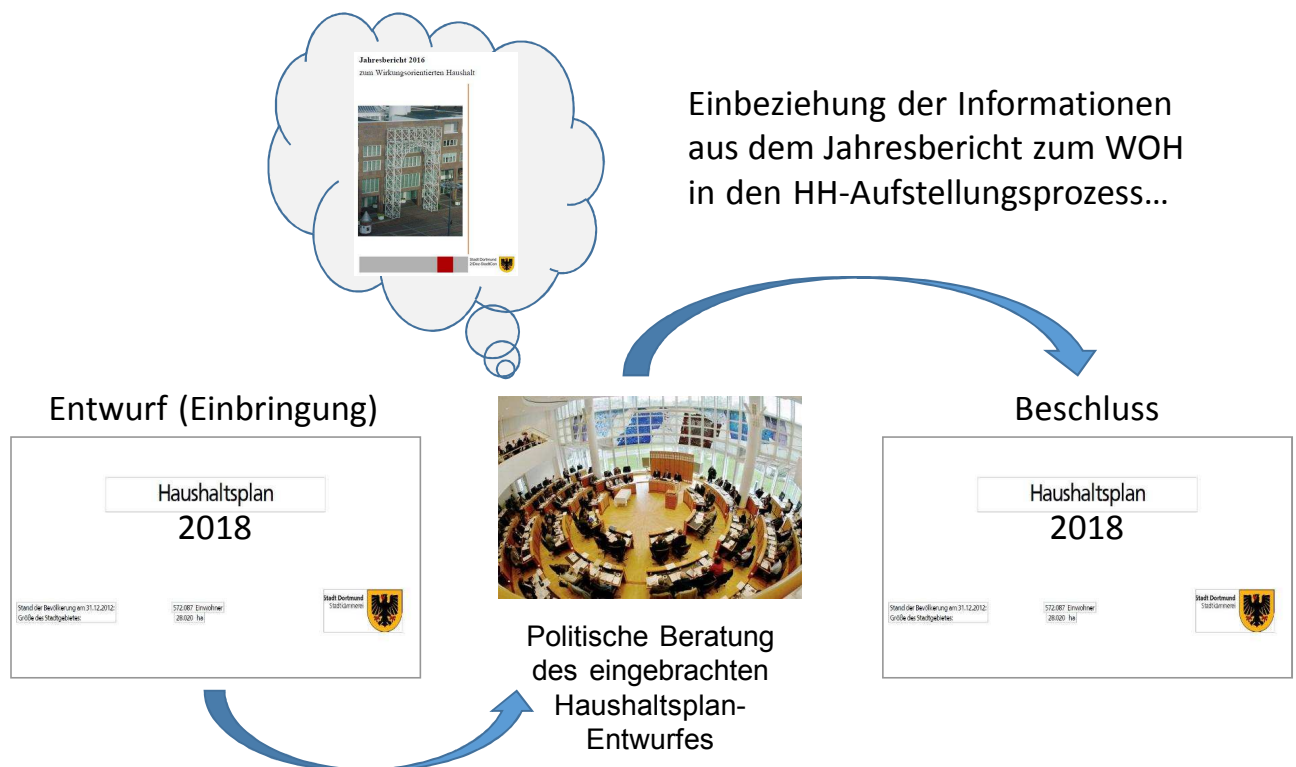 Jahresbericht 2016
zum Wirkungsorientierten Haushalt
Stadt Dortmund
Einbeziehung der Informationen
aus dem Jahresbericht zum WOH
in den HH-Aufstellungsprozess...
Entwurf (Einbringung)
Haushaltsplan
2018
Stand der Bevölkerung am 31.12.2012: 572.087 Einwohner
Größe des Stadtgebietes: 28.020 ha
Stadt Dortmund
Stadtkämmerei
Politische Beratung
des eingebrachten
Haushaltsplan-
Entwurfes
Beschluss
Haushaltsplan
2018
Stand der Bevölkerung am 31.12.2012: 572.087 Einwohner
Größe des Stadtgebietes: 28.020 ha
Stadt Dortmund
Stadtkämmerei